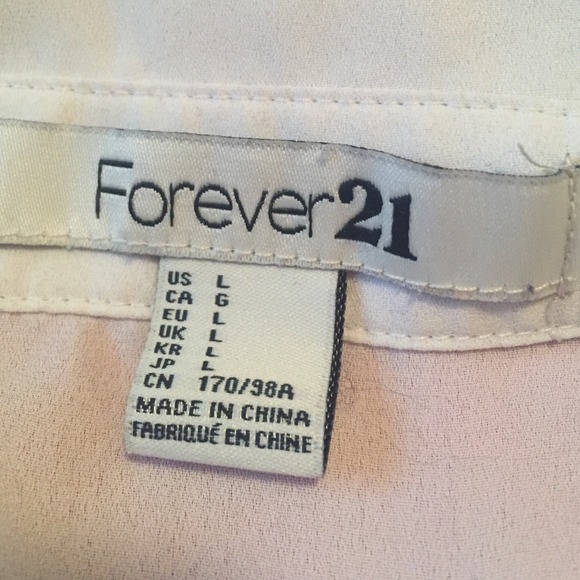 Forever21
US L
CA G
EU L
UK L
KR L
JP L
CN 170/98A
MADE IN CHINA
FABRIQUÉ EN CHINE